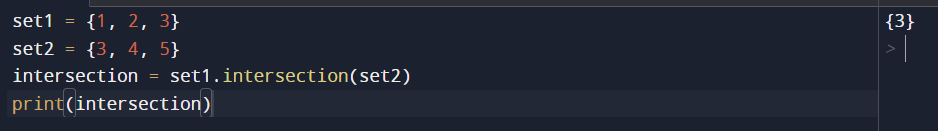 set1 = {1, 2, 3}
set2 = {3, 4, 5}
intersection = set1.intersection(set2)
print(intersection)
{3}
>